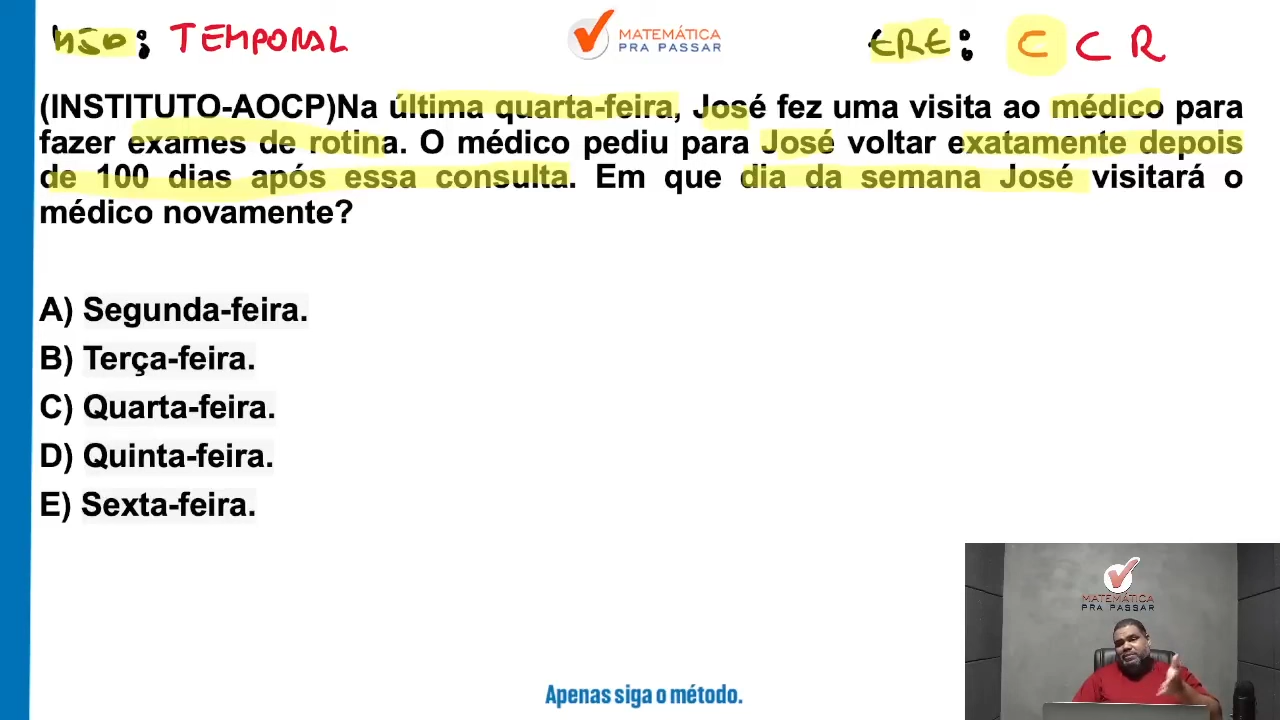 MÉD: TEMPORAL
MATEMÁTICA
PRA PASSAR
CRE: C C R
(INSTITUTO-AOCP)Na última quarta-feira, José fez uma visita ao médico para
fazer exames de rotina. O médico pediu para José voltar exatamente depois
de 100 dias após essa consulta. Em que dia da semana José visitará o
médico novamente?
A) Segunda-feira.
B) Terça-feira.
C) Quarta-feira.
D) Quinta-feira.
E) Sexta-feira.
MATEMÁTICA
PRA PASSAR
Apenas siga o método.